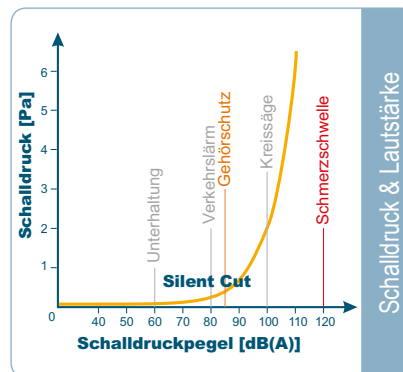 Schalldruck & Lautstärke
Schalldruck [Pa]
6
5
4
3
2
1
0
Unterhaltung
Verkehrslärm
Gehörschutz
Kreissäge
Schmerzschwelle
Silent Cut
40 60 70 80 90 100 110 120
Schalldruckpegel [dB(A)]